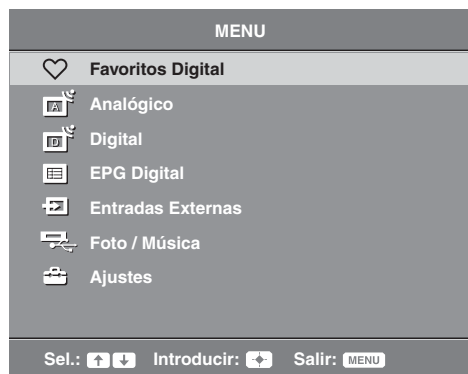 MENU
Favoritos Digital
A Analógico
D Digital
EPG Digital
Entradas Externas
Foto / Música
Ajustes
Sel.: ↑ ↓ Introducir: Salir: MENU